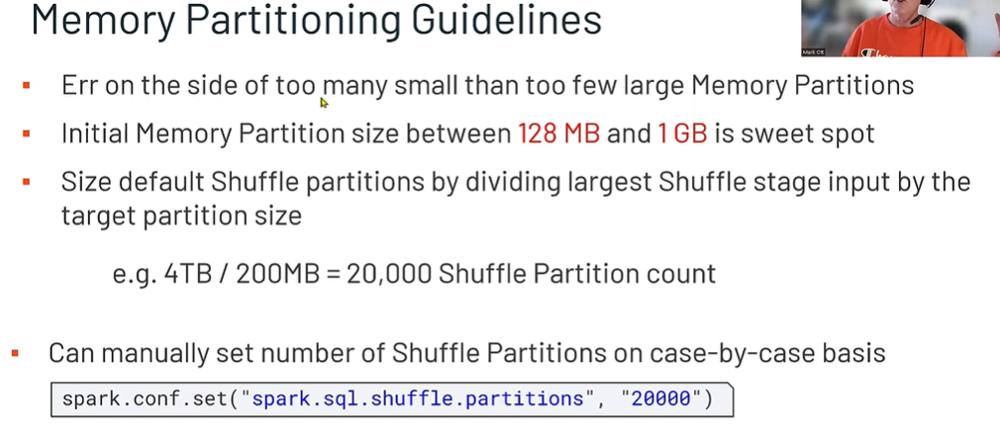 Memory Partitioning Guidelines
Mark Ott
Err on the side of too many small than too few large Memory Partitions
Initial Memory Partition size between 128 MB and 1 GB is sweet spot
Size default Shuffle partitions by dividing largest Shuffle stage input by the
target partition size
e.g. 4TB / 200MB = 20,000 Shuffle Partition count
Can manually set number of Shuffle Partitions on case-by-case basis
spark.conf.set("spark.sql.shuffle.partitions", "20000")